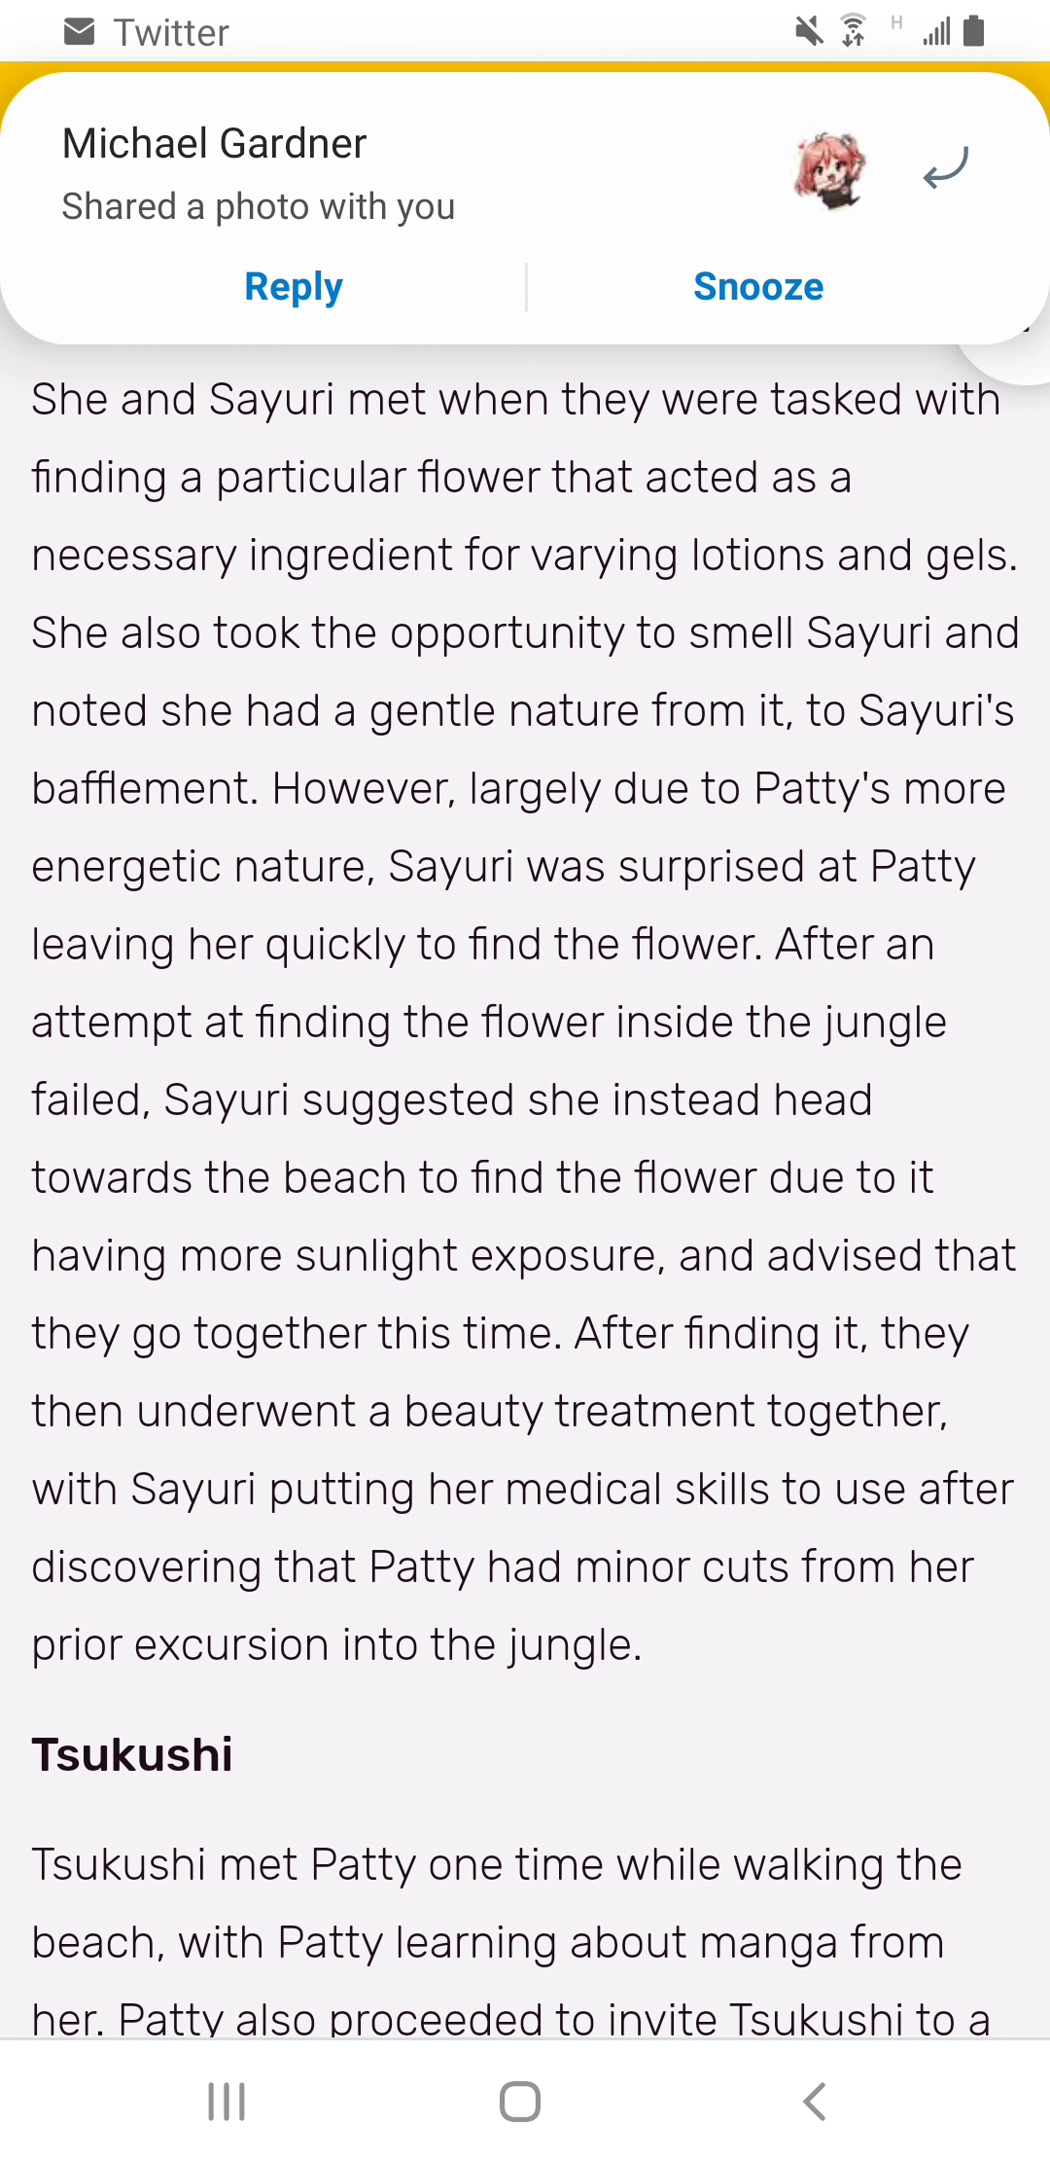 Twitter
H
Michael Gardner
Shared a photo with you
Reply
Snooze
She and Sayuri met when they were tasked with
finding a particular flower that acted as a
necessary ingredient for varying lotions and gels.
She also took the opportunity to smell Sayuri and
noted she had a gentle nature from it, to Sayuri's
bafflement. However, largely due to Patty's more
energetic nature, Sayuri was surprised at Patty
leaving her quickly to find the flower. After an
attempt at finding the flower inside the jungle
failed, Sayuri suggested she instead head
towards the beach to find the flower due to it
having more sunlight exposure, and advised that
they go together this time. After finding it, they
then underwent a beauty treatment together,
with Sayuri putting her medical skills to use after
discovering that Patty had minor cuts from her
prior excursion into the jungle.
Tsukushi
Tsukushi met Patty one time while walking the
beach, with Patty learning about manga from
her. Patty also proceeded to invite Tsukushi to a